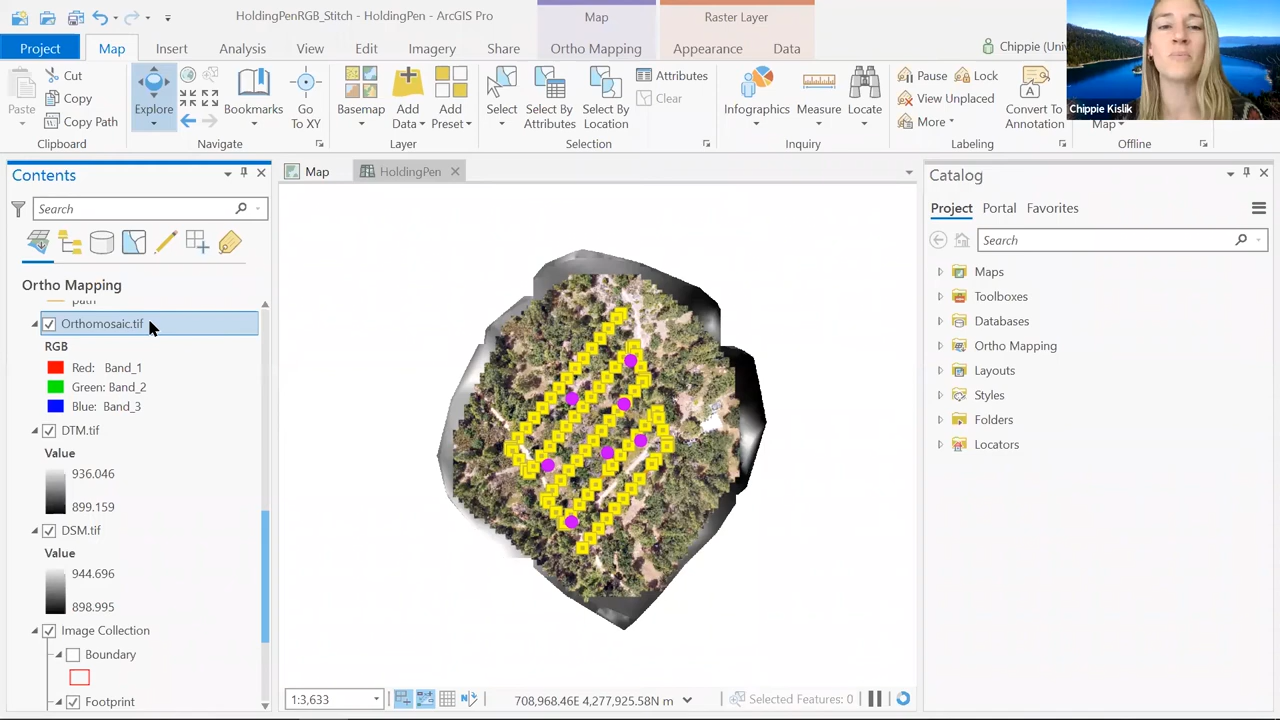 HoldingPenRGB_Stitch - HoldingPen - ArcGIS Pro
Map
Raster Layer
Project
Map
Insert
Analysis
View
Edit
Imagery
Share
Ortho Mapping
Appearance
Data
Chippie (Uni
Chippie Kislik
Paste
Cut
Copy
Copy Path
Clipboard
Explore
Bookmarks
Go
To XY
Navigate
Basemap
Add
Data
Add
Preset
Layer
Select
Select By
Attributes
Select By
Location
Attributes
Clear
Selection
Infographics
Measure
Locate
Inquiry
Pause
Lock
View Unplaced
More
Convert To
Annotation
Labeling
Map
Offline
Contents
Search
Ortho Mapping
path
Orthomosaic.tif
RGB
Red: Band_1
Green: Band_2
Blue: Band_3
DTM.tif
Value
936.046
899.159
DSM.tif
Value
944.696
898.995
Image Collection
Boundary
Footprint
Map
HoldingPen
1:3,633
708,968.46E 4,277,925.58N m
Selected Features: 0
Catalog
Project
Portal
Favorites
Search
Maps
Toolboxes
Databases
Ortho Mapping
Layouts
Styles
Folders
Locators